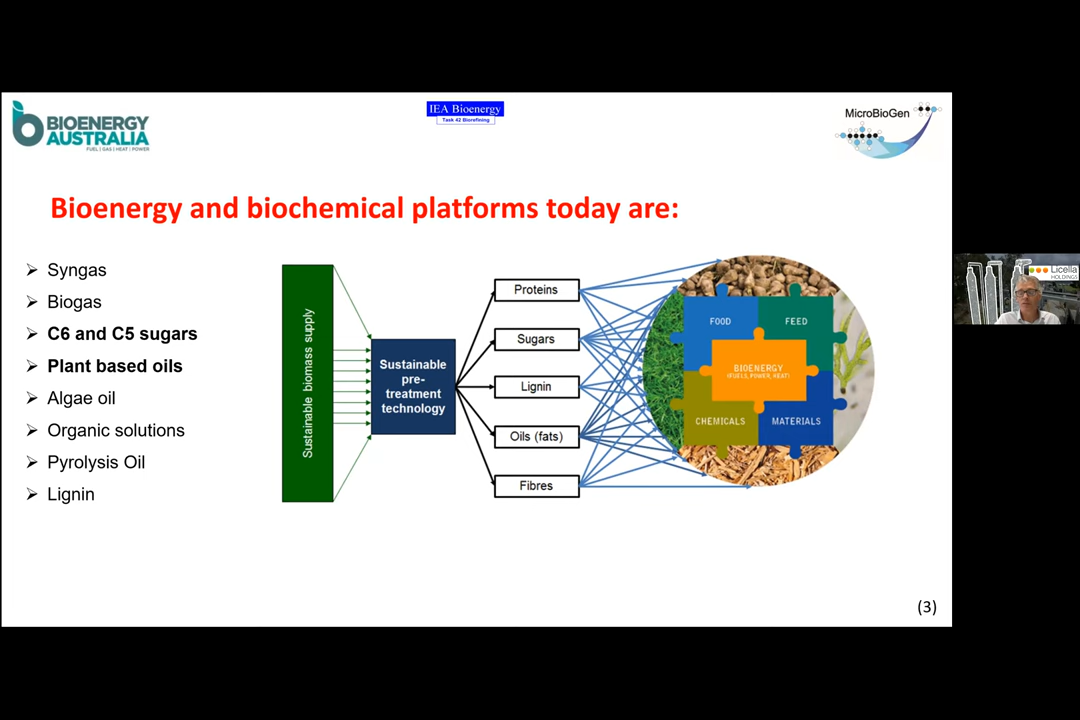 BIOENERGY
AUSTRALIA
FUEL | GAS | HEAT | POWER
IEA Bioenergy
Task 42 Biorefining
MicroBioGen
Bioenergy and biochemical platforms today are:
Syngas
Biogas
C6 and C5 sugars
Plant based oils
Algae oil
Organic solutions
Pyrolysis Oil
Lignin
Sustainable biomass supply
Sustainable
pre-
treatment
technology
Proteins
Sugars
Lignin
Oils (fats)
Fibres
FOOD
FEED
BIOENERGY
(FUELS, POWER, HEAT)
CHEMICALS
MATERIALS
Licella
HOLDINGS
(3)